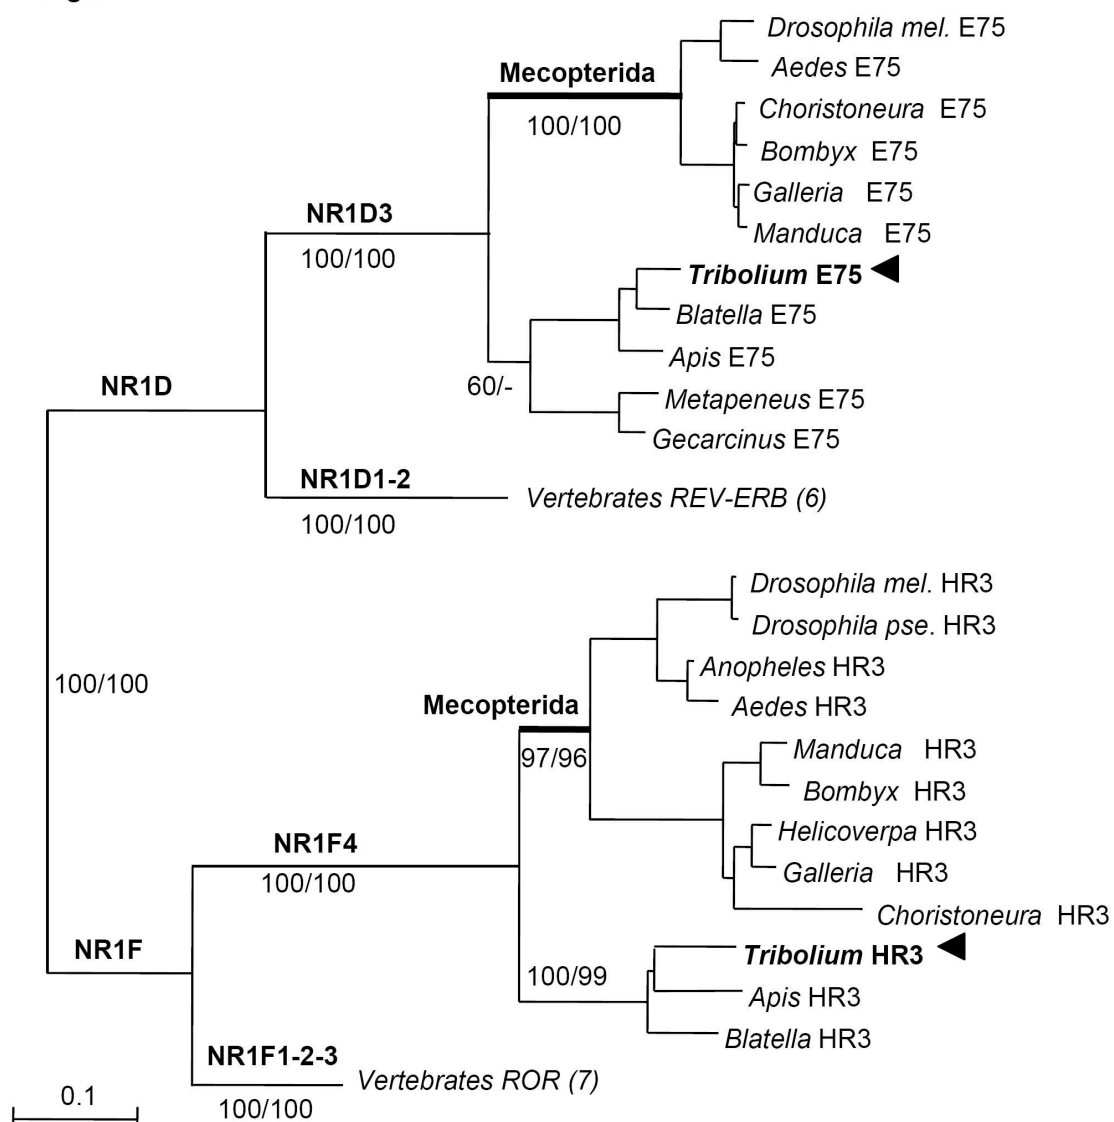 Drosophila mel. E75
Mecopterida
Aedes E75
100/100
Choristoneura E75
Bombyx E75
Galleria E75
NR1D3
Manduca E75
100/100
Tribolium E75
Blatella E75
Apis E75
NR1D
60/-
Metapeneus E75
Gecarcinus E75
NR1D1-2
Vertebrates REV-ERB (6)
100/100
Drosophila mel. HR3
Drosophila pse. HR3
Anopheles HR3
100/100
Mecopterida
Aedes HR3
97/96
Manduca HR3
Bombyx HR3
NR1F4
Helicoverpa HR3
100/100
Galleria HR3
Choristoneura HR3
NR1F
Tribolium HR3
100/99
Apis HR3
Blatella HR3
NR1F1-2-3
Vertebrates ROR (7)
0.1
100/100